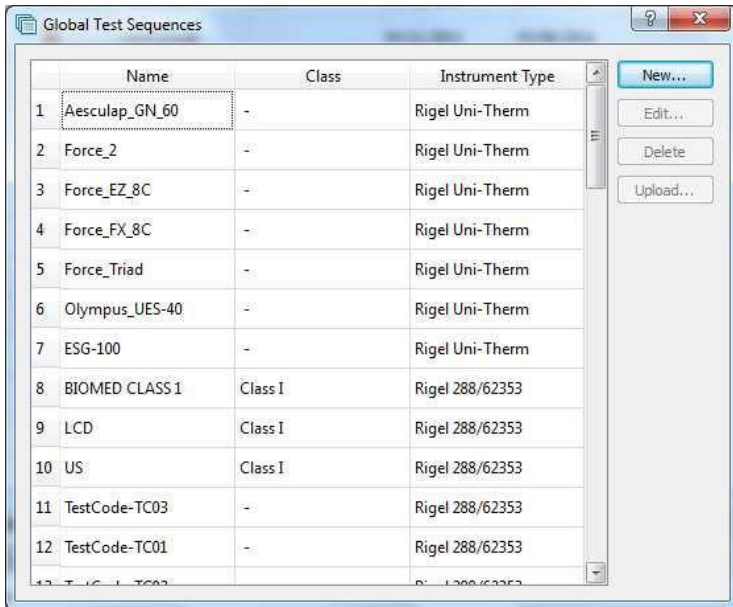 Global Test Sequences
Name Class Instrument Type New...
1 Aesculap_GN_60 - Rigel Uni-Therm Edit...
2 Force_2 - Rigel Uni-Therm Delete
3 Force_EZ_8C - Rigel Uni-Therm Upload...
4 Force_FX_8C - Rigel Uni-Therm
5 Force_Triad - Rigel Uni-Therm
6 Olympus_UES-40 - Rigel Uni-Therm
7 ESG-100 - Rigel Uni-Therm
8 BIOMED CLASS 1 Class I Rigel 288/62353
9 LCD Class I Rigel 288/62353
10 US Class I Rigel 288/62353
11 TestCode-TC03 - Rigel 288/62353
12 TestCode-TC01 - Rigel 288/62353